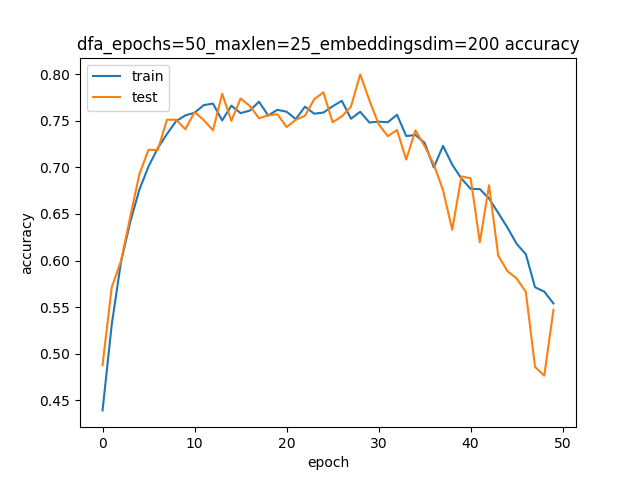 dfa_epochs=50_maxlen=25_embeddingsdim=200 accuracy
train
test
accuracy
0.80
0.75
0.70
0.65
0.60
0.55
0.50
0.45
0 10 20 30 40 50
epoch